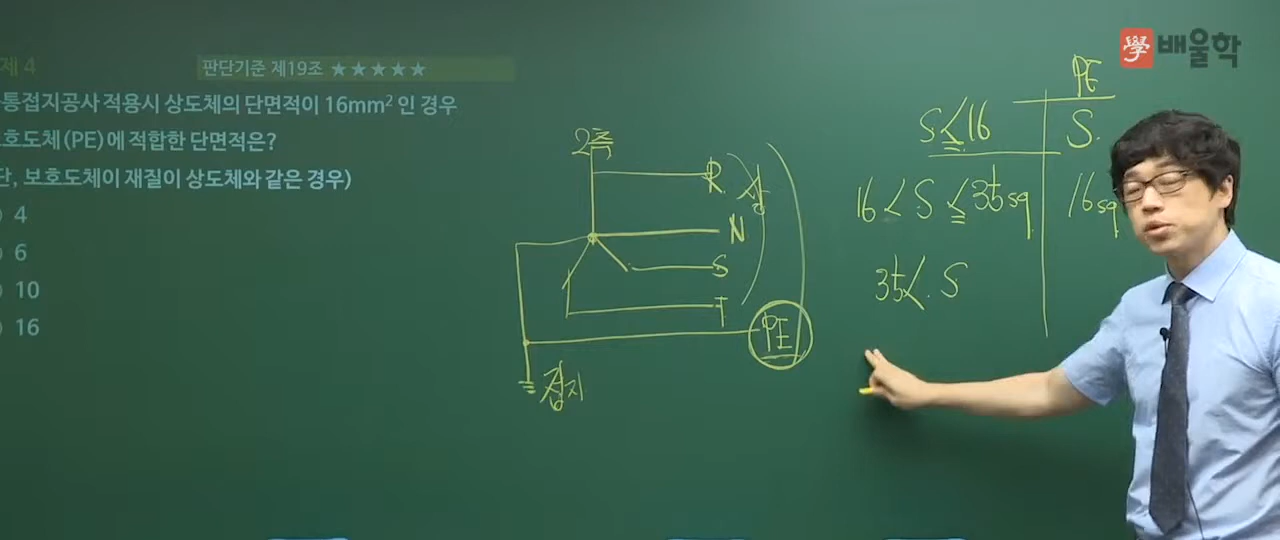 學 배울학
제 4
판단기준 제19조 ★★★★★
통접지공사 적용시 상도체의 단면적이 16mm² 인 경우
호도체(PE)에 적합한 단면적은?
단, 보호도체이 재질이 상도체와 같은 경우)
4
6
10
16
R
N
S
T
PE
접지
PE
S≤16 S.
16<S≤35sq 16sq
35<S